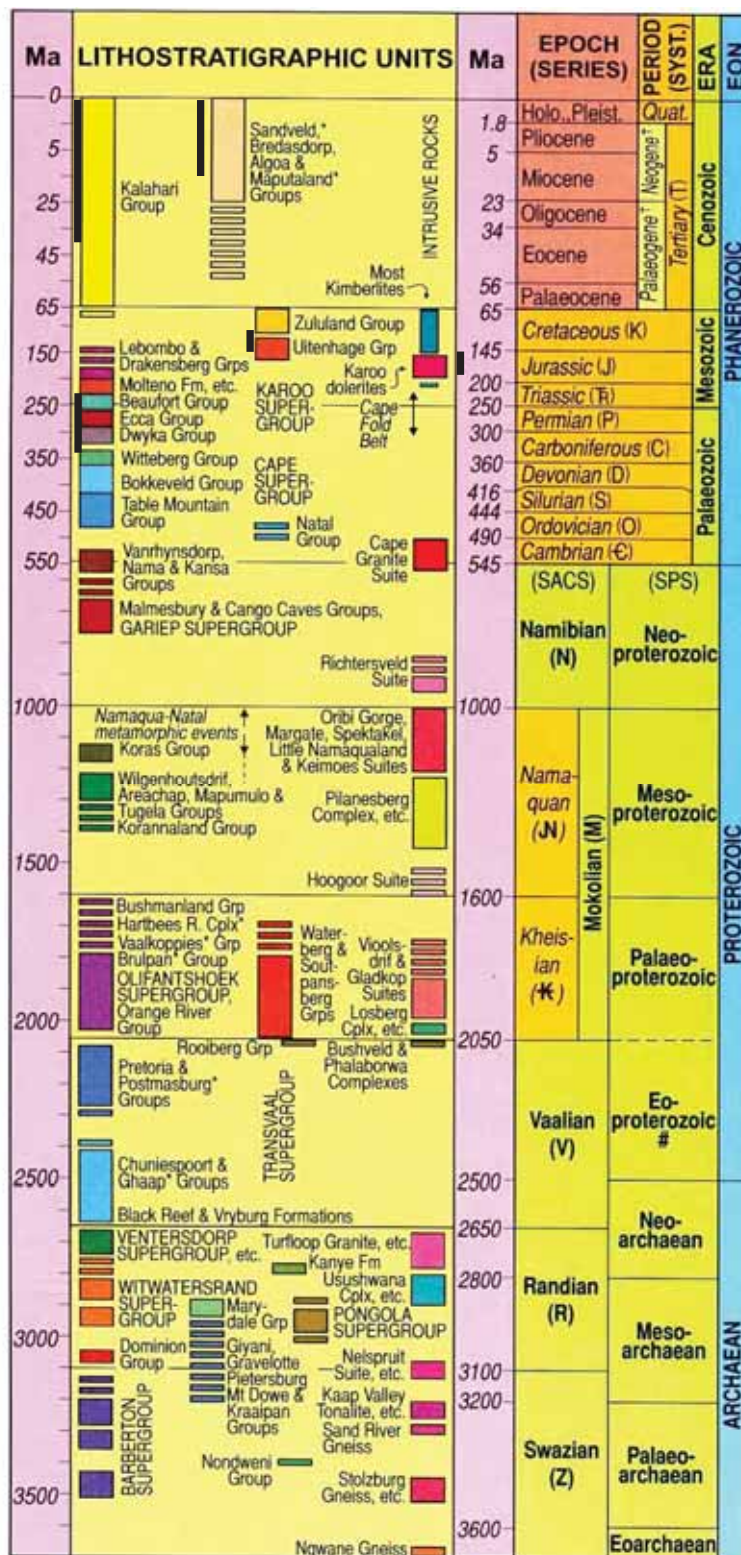 Ma
LITHOSTRATIGRAPHIC UNITS
Ma
EPOCH
(SERIES)
PERIOD
(SYST.)
ERA
EON
0
5
25
45
65
150
250
350
450
550
1000
1500
2000
2500
3000
3500
Kalahari
Group
Sandveld,*
Bredasdorp,
Algoa &
Maputaland*
Groups
INTRUSIVE ROCKS
Most
Kimberlites
Zululand Group
Uitenhage Grp
Lebombo &
Drakensberg Grps
Molteno Fm, etc.
Beaufort Group
Ecca Group
Dwyka Group
KAROO
SUPER-
GROUP
Karoo
dolerites
Cape
Fold
Belt
Witteberg Group
Bokkeveld Group
Table Mountain
Group
CAPE
SUPER-
GROUP
Natal
Group
Cape
Granite
Suite
Vanrhynsdorp,
Nama & Kansa
Groups
Malmesbury & Cango Caves Groups,
GARIEP SUPERGROUP
Richtersveld
Suite
Namaqua-Natal
metamorphic events
Koras Group
Oribi Gorge,
Margate, Spektakel,
Little Namaqualand
& Keimoes Suites
Wilgenhoutsdrif,
Areachap, Mapumulo &
Tugela Groups
Korannaland Group
Pilanesberg
Complex, etc.
Hoogoor Suite
Bushmanland Grp
Hartbees R. Cplx*
Vaalkoppies* Grp
Brulpan* Group
OLIFANTSHOEK
SUPERGROUP,
Orange River
Group
Water-
berg &
Sout-
pans-
berg
Grps
Viools-
drif &
Gladkop
Suites
Losberg
Cplx, etc.
Rooiberg Grp
Bushveld &
Phalaborwa
Complexes
Pretoria &
Postmasburg*
Groups
TRANSVAAL
SUPERGROUP
Chuniespoort &
Ghaap* Groups
Black Reef & Vryburg Formations
VENTERSDORP
SUPERGROUP, etc.
Turfloop Granite, etc.
Kanye Fm
Usushwana
Cplx, etc.
WITWATERSRAND
SUPER-
GROUP
Mary-
dale Grp
PONGOLA
SUPERGROUP
Dominion
Group
Giyani,
Gravelotte
Pietersburg
Mt Dowe &
Kraaipan
Groups
Nelspruit
Suite, etc.
Kaap Valley
Tonalite, etc.
Sand River
Gneiss
BARBERTON
SUPERGROUP
Nondweni
Group
Stolzburg
Gneiss, etc.
Ngwane Gneiss
1.8
5
23
34
56
65
145
200
250
300
360
416
444
490
545
1000
1600
2050
2500
2650
2800
3100
3200
3600
Holo.,Pleist.
Quat.
Pliocene
Miocene
Oligocene
Eocene
Palaeocene
Neogene†
Palaeogene†
Tertiary (T)
Cenozoic
Cretaceous (K)
Jurassic (J)
Triassic (Ꞧ)
Mesozoic
Permian (P)
Carboniferous (C)
Devonian (D)
Silurian (S)
Ordovician (O)
Cambrian (Ꞓ)
Palaeozoic
PHANEROZOIC
(SACS)
(SPS)
Namibian
(N)
Neo-
proterozoic
Nama-
quan
Mokolian (M)
Meso-
proterozoic
Kheis-
ian
(K)
Palaeo-
proterozoic
PROTEROZOIC
Vaalian
(V)
Eo-
proterozoic
#
Neo-
archaean
Randian
(R)
Meso-
archaean
Swazian
(Z)
Palaeo-
archaean
Eoarchaean
ARCHAEAN